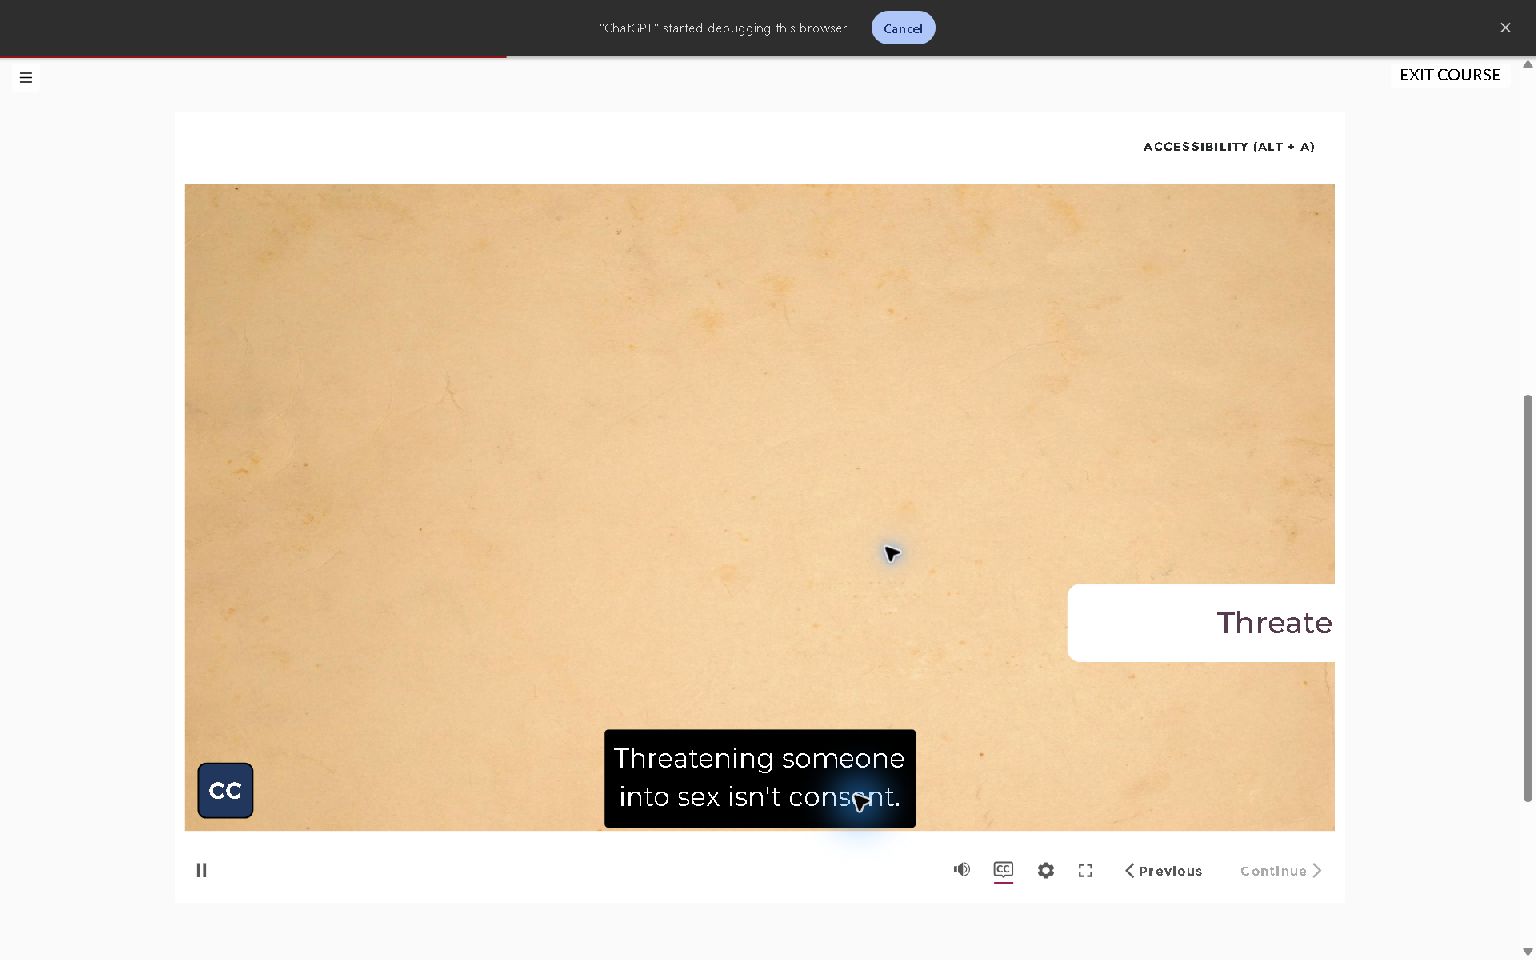 "ChatGPT" started debugging this browser
Cancel
EXIT COURSE
ACCESSIBILITY (ALT + A)
Threate
Threatening someone
into sex isn't consent.
CC
CC
Previous
Continue